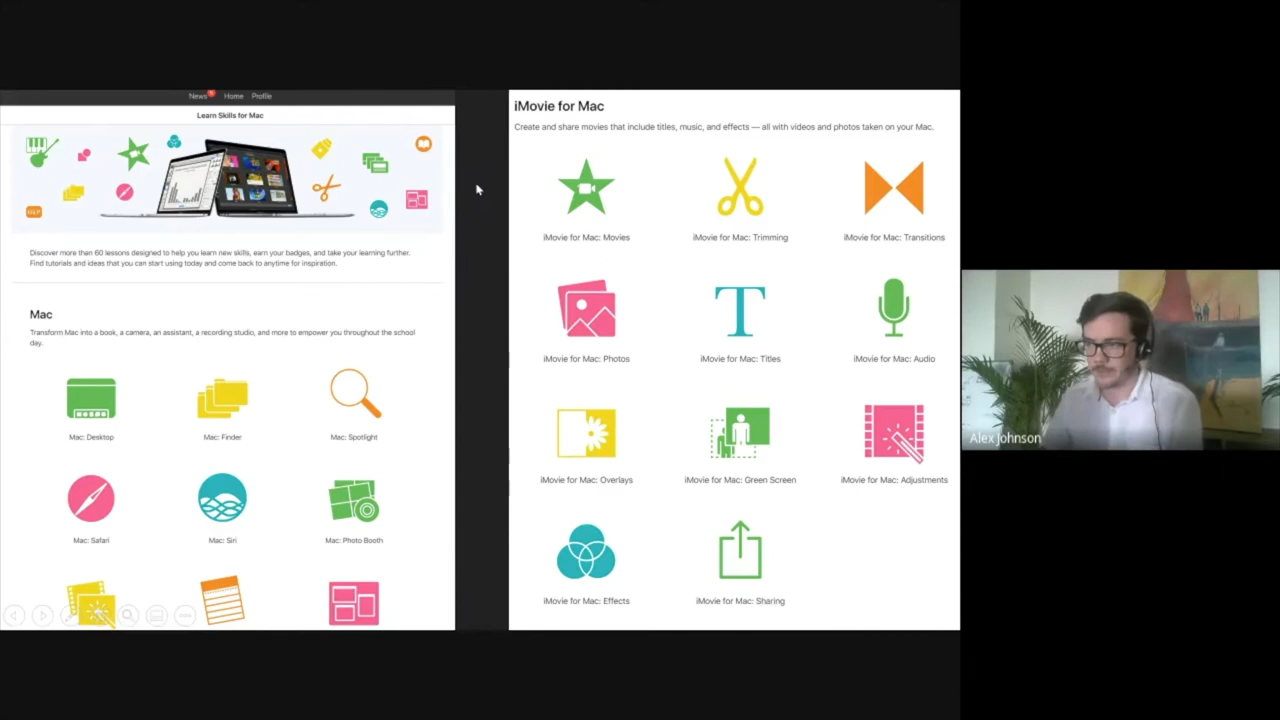 News Home Profile
Learn Skills for Mac
Discover more than 60 lessons designed to help you learn new skills, earn your badges, and take your learning further.
Find tutorials and ideas that you can start using today and come back to anytime for inspiration.
Mac
Transform Mac into a book, a camera, an assistant, a recording studio, and more to empower you throughout the school
day.
Mac: Desktop
Mac: Finder
Mac: Spotlight
Mac: Safari
Mac: Siri
Mac: Photo Booth
iMovie for Mac
Create and share movies that include titles, music, and effects — all with videos and photos taken on your Mac.
iMovie for Mac: Movies
iMovie for Mac: Trimming
iMovie for Mac: Transitions
T
iMovie for Mac: Photos
iMovie for Mac: Titles
iMovie for Mac: Audio
iMovie for Mac: Overlays
iMovie for Mac: Green Screen
iMovie for Mac: Adjustments
iMovie for Mac: Effects
iMovie for Mac: Sharing
Alex Johnson